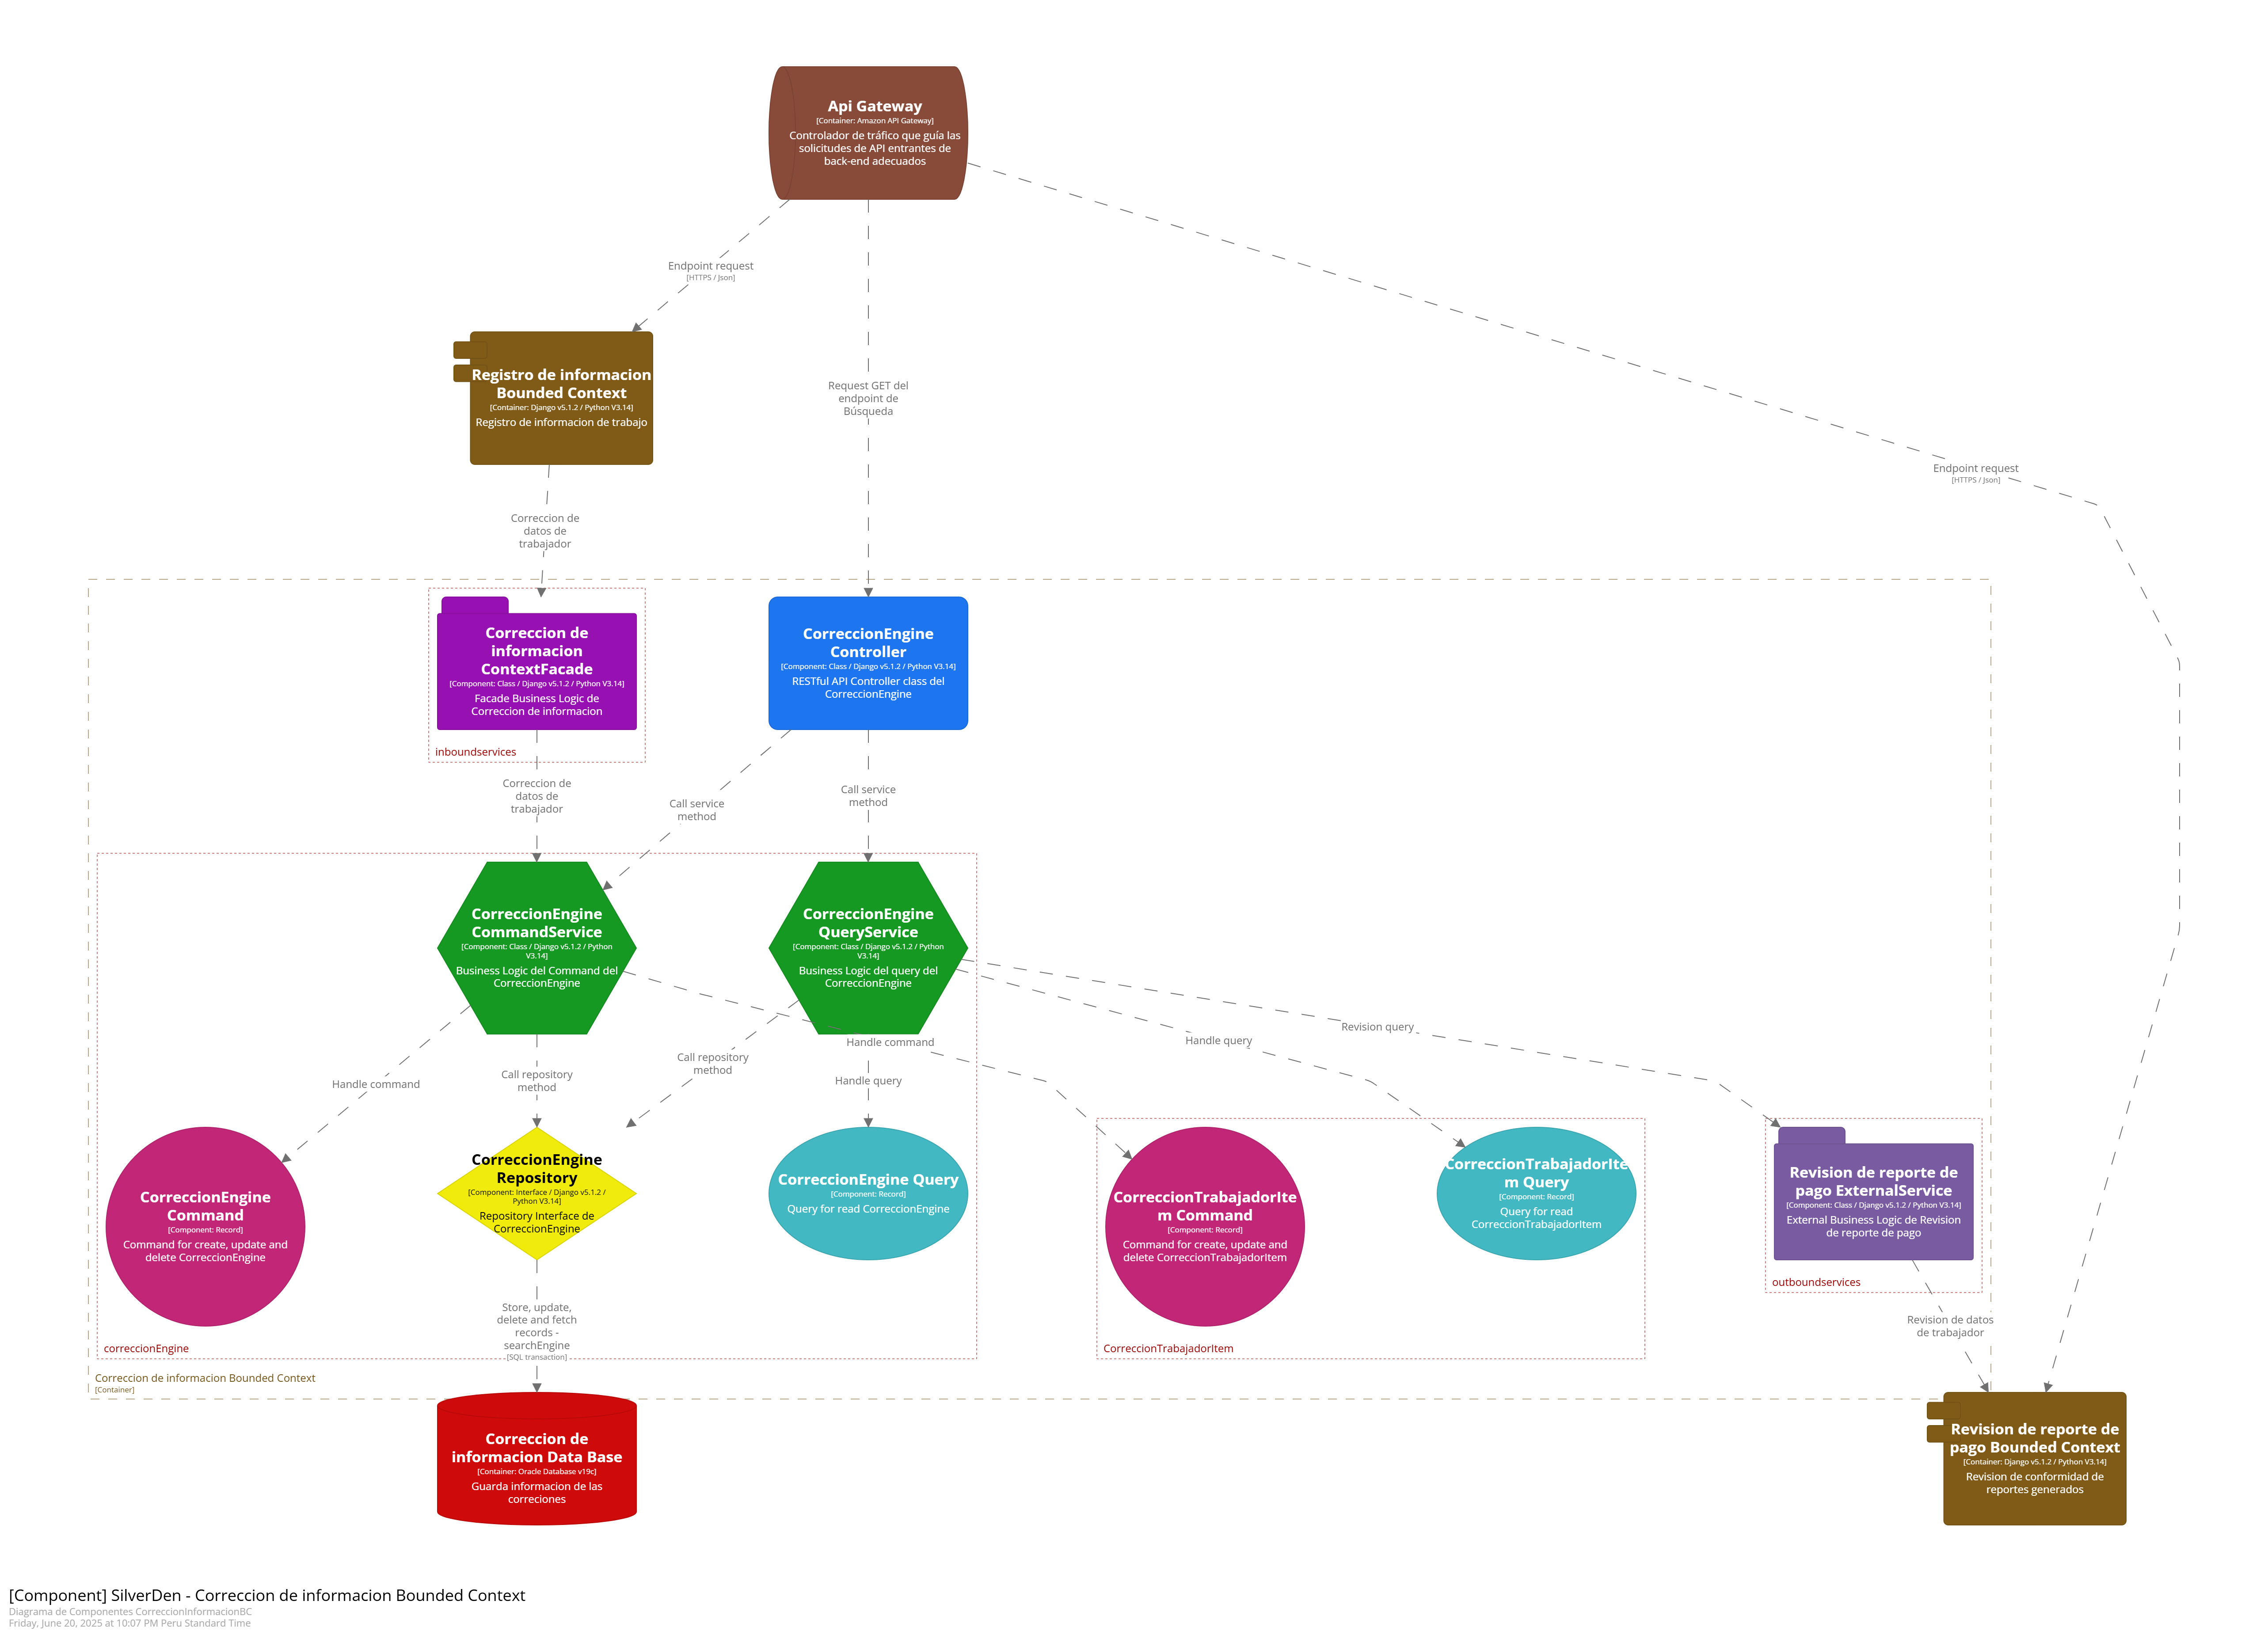 Api Gateway
[Container: Amazon API Gateway]
Controlador de tráfico que guía las
solicitudes de API entrantes de
back-end adecuados
Endpoint request
[HTTPS / Json]
Registro de informacion
Bounded Context
[Container: Django v5.1.2 / Python V3.14]
Registro de informacion de trabajo
Request GET del
endpoint de
Búsqueda
Endpoint request
[HTTPS / Json]
Correccion de
datos de
trabajador
Correccion de
informacion
ContextFacade
[Component: Class / Django v5.1.2 / Python V3.14]
Facade Business Logic de
Correccion de informacion
inboundservices
CorreccionEngine
Controller
[Component: Class / Django v5.1.2 / Python V3.14]
RESTful API Controller class del
CorreccionEngine
Correccion de
datos de
trabajador
Call service
method
Call service
method
CorreccionEngine
CommandService
[Component: Class / Django v5.1.2 / Python
V3.14]
Business Logic del Command del
CorreccionEngine
CorreccionEngine
QueryService
[Component: Class / Django v5.1.2 / Python
V3.14]
Business Logic del query del
CorreccionEngine
Handle command
Call repository
method
Call repository
method
Handle query
Handle command
Handle query
Revision query
CorreccionEngine
Command
[Component: Record]
Command for create, update and
delete CorreccionEngine
CorreccionEngine
Repository
[Component: Interface / Django v5.1.2 /
Python V3.14]
Repository Interface de
CorreccionEngine
CorreccionEngine Query
[Component: Record]
Query for read CorreccionEngine
CorreccionTrabajadorIte
m Command
[Component: Record]
Command for create, update and
delete CorreccionTrabajadorItem
CorreccionTrabajadorIte
m Query
[Component: Record]
Query for read
CorreccionTrabajadorItem
Revision de reporte de
pago ExternalService
[Component: Class / Django v5.1.2 / Python V3.14]
External Business Logic de Revision
de reporte de pago
outboundservices
Store, update,
delete and fetch
records -
searchEngine
[SQL transaction]
Revision de datos
de trabajador
correccionEngine
CorreccionTrabajadorItem
Correccion de informacion Bounded Context
[Container]
Correccion de
informacion Data Base
[Container: Oracle Database v19c]
Guarda informacion de las
correciones
Revision de reporte de
pago Bounded Context
[Container: Django v5.1.2 / Python V3.14]
Revision de conformidad de
reportes generados
[Component] SilverDen - Correccion de informacion Bounded Context
Diagrama de Componentes CorreccionInformacionBC
Friday, June 20, 2025 at 10:07 PM Peru Standard Time